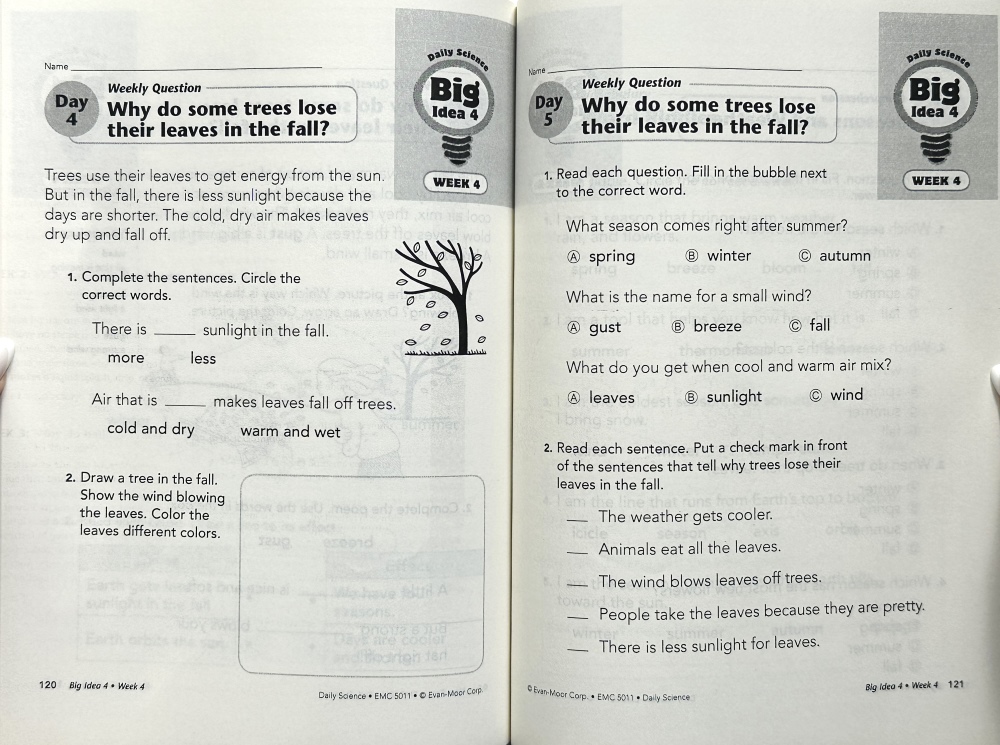 Name
Day
4
Weekly Question
Why do some trees lose
their leaves in the fall?
Daily Science
Big
Idea 4
WEEK 4
Trees use their leaves to get energy from the sun.
But in the fall, there is less sunlight because the
days are shorter. The cold, dry air makes leaves
dry up and fall off.
1. Complete the sentences. Circle the
correct words.
There is _____ sunlight in the fall.
more less
Air that is _____ makes leaves fall off trees.
cold and dry warm and wet
2. Draw a tree in the fall.
Show the wind blowing
the leaves. Color the
leaves different colors.
120 Big Idea 4 • Week 4
Daily Science • EMC 5011 • © Evan-Moor Corp.
Name
Day
5
Weekly Question
Why do some trees lose
their leaves in the fall?
Daily Science
Big
Idea 4
WEEK 4
1. Read each question. Fill in the bubble next
to the correct word.
What season comes right after summer?
Ⓐ spring Ⓑ winter Ⓒ autumn
What is the name for a small wind?
Ⓐ gust Ⓑ breeze Ⓒ fall
What do you get when cool and warm air mix?
Ⓐ leaves Ⓑ sunlight Ⓒ wind
2. Read each sentence. Put a check mark in front
of the sentences that tell why trees lose their
leaves in the fall.
___ The weather gets cooler.
___ Animals eat all the leaves.
___ The wind blows leaves off trees.
___ People take the leaves because they are pretty.
___ There is less sunlight for leaves.
© Evan-Moor Corp. • EMC 5011 • Daily Science
Big Idea 4 • Week 4 121